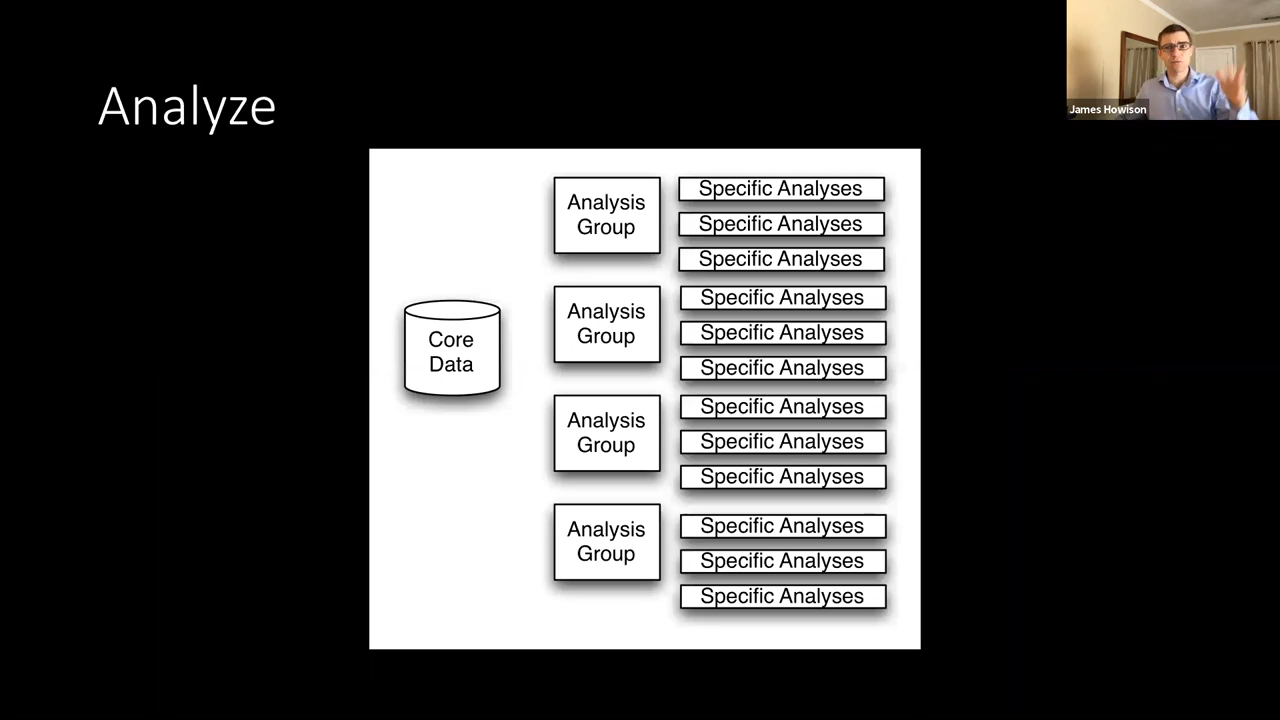 Analyze
James Howison
Core
Data
Analysis
Group
Specific Analyses
Specific Analyses
Specific Analyses
Analysis
Group
Specific Analyses
Specific Analyses
Specific Analyses
Analysis
Group
Specific Analyses
Specific Analyses
Specific Analyses
Analysis
Group
Specific Analyses
Specific Analyses
Specific Analyses